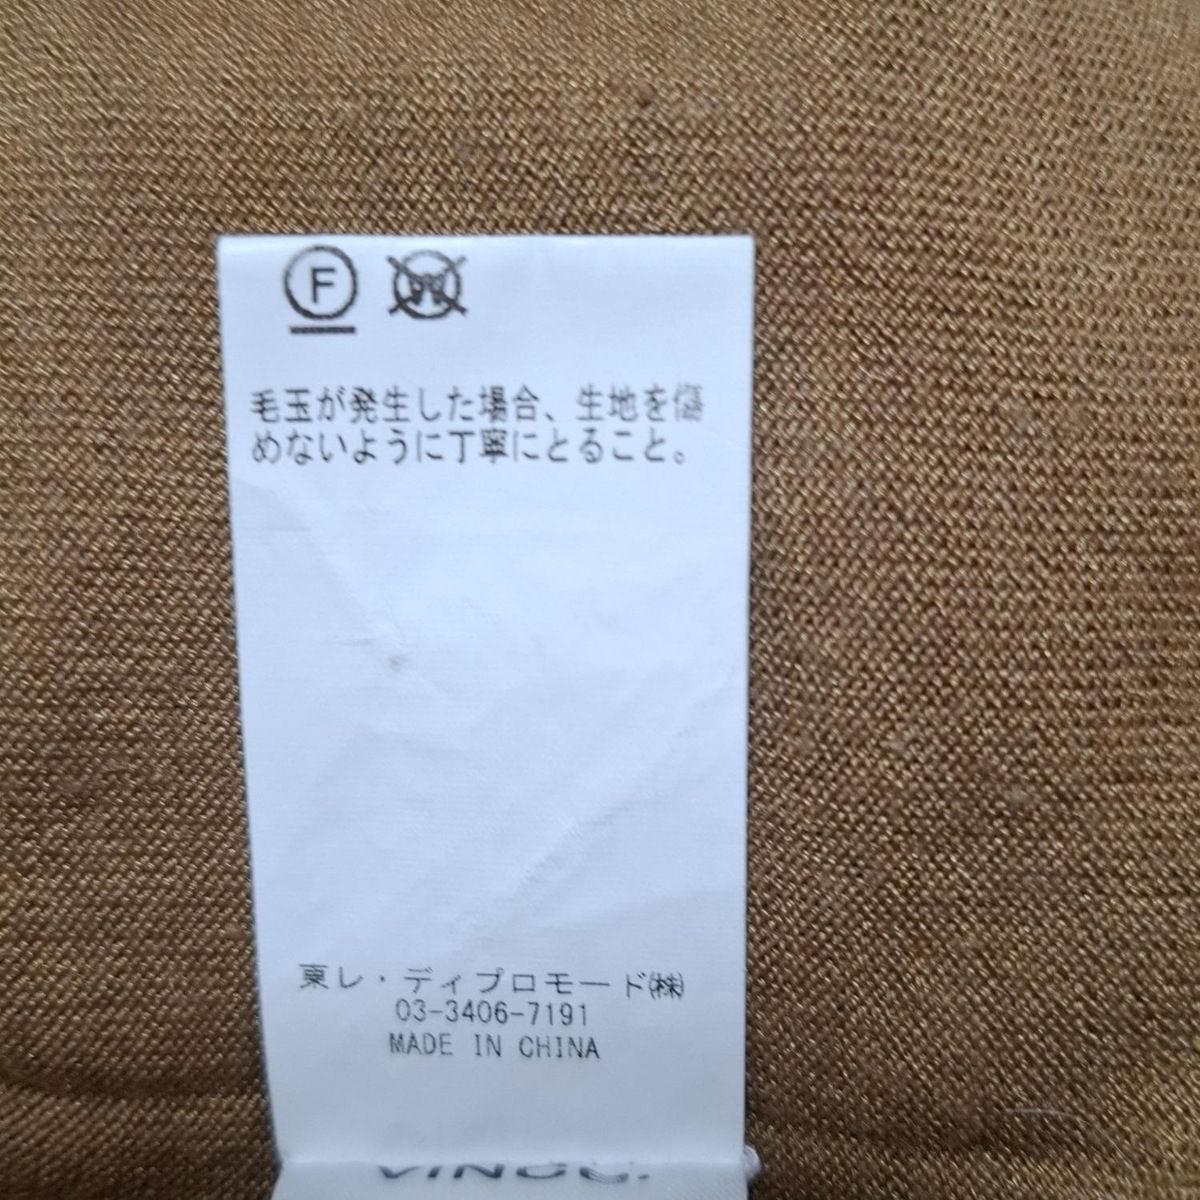 F W
毛玉が発生した場合、生地を傷
めないように丁寧にとること。
東レ・ディプロモード㈱
03-3406-7191
MADE IN CHINA